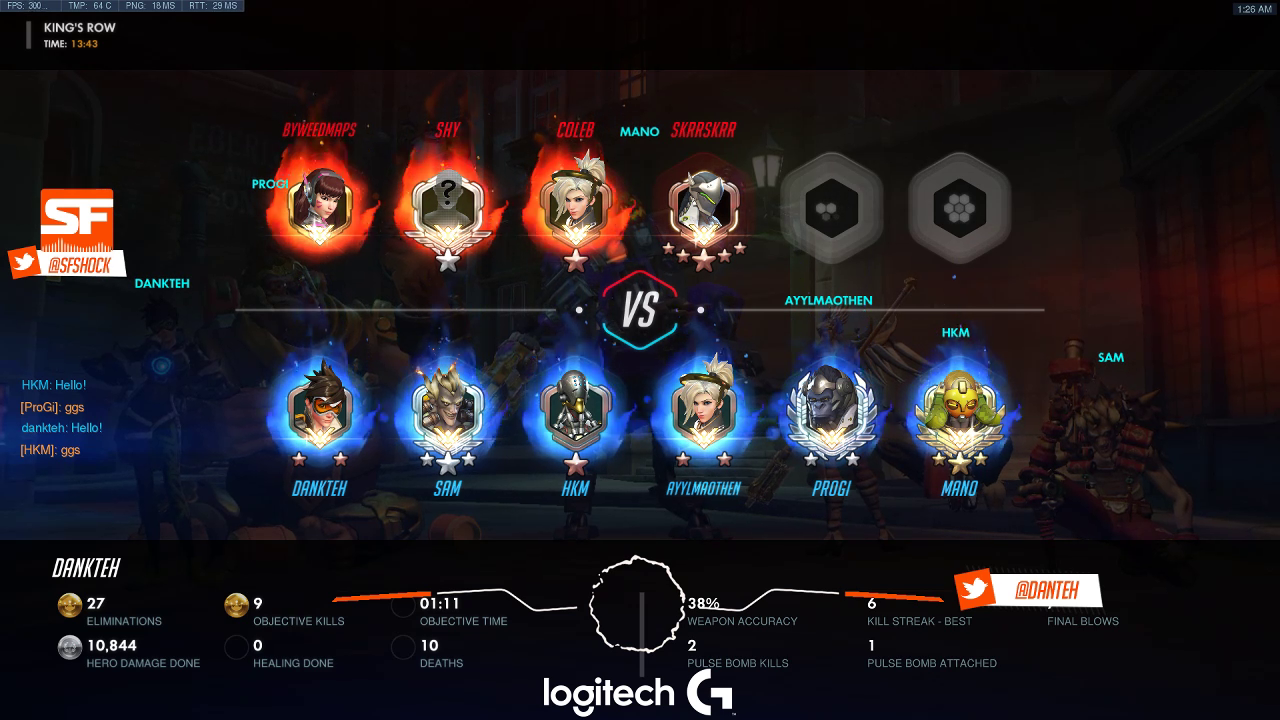 FPS: 300.. TMP: 64 C PNG: 18 MS RTT: 29 MS
1:26 AM
KING'S ROW
TIME: 13:43
BYWEEDMAPS SHY COLEB MANO SKRRSKRR
PROGI
?
SF
@SFSHOCK
DANKTEH
VS
AYYLMAOTHEN
HKM
SAM
HKM: Hello!
[ProGi]: ggs
dankteh: Hello!
[HKM]: ggs
DANKTEH SAM HKM AYYLMAOTHEN PROGI MANO
DANKTEH
@DANTEH
27 9 01:11 38% 6
ELIMINATIONS OBJECTIVE KILLS OBJECTIVE TIME WEAPON ACCURACY KILL STREAK - BEST FINAL BLOWS
10,844 0 10 2 1
HERO DAMAGE DONE HEALING DONE DEATHS PULSE BOMB KILLS PULSE BOMB ATTACHED
logitech G